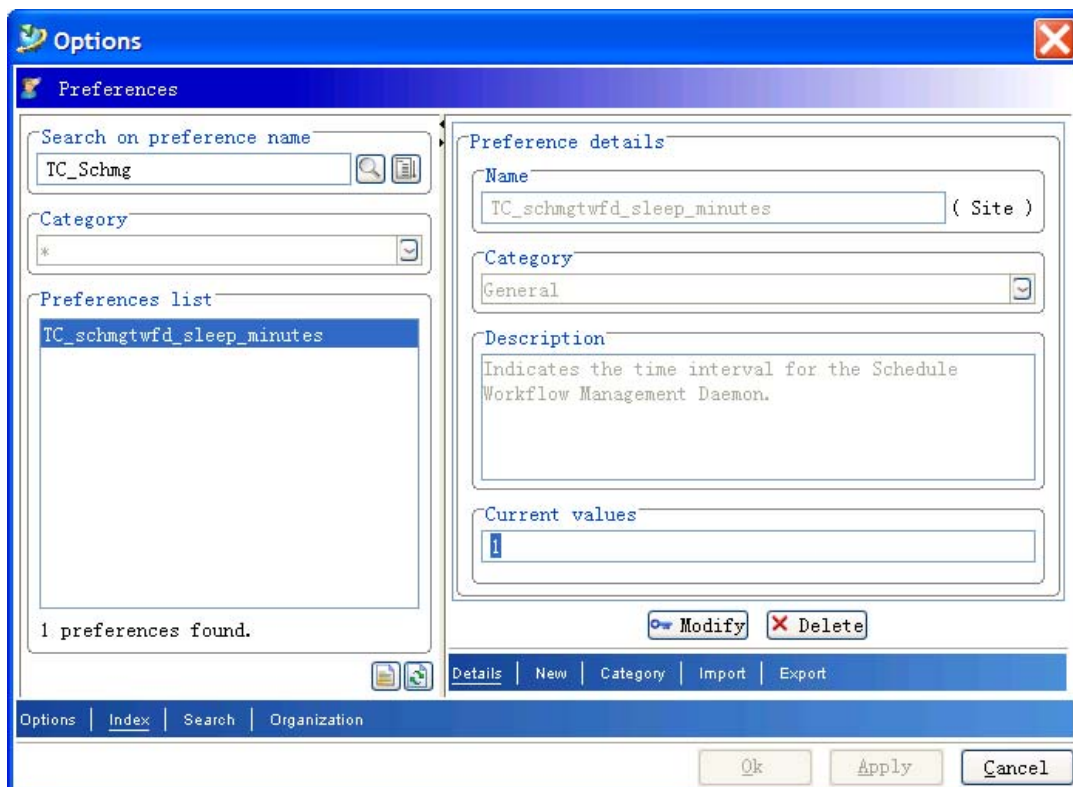 Options
Preferences
Search on preference name
TC_Schmg
Category
*
Preferences list
TC_schmgtwfd_sleep_minutes
1 preferences found.
Preference details
Name
TC_schmgtwfd_sleep_minutes ( Site )
Category
General
Description
Indicates the time interval for the Schedule
Workflow Management Daemon.
Current values
1
Modify Delete
Details New Category Import Export
Options Index Search Organization
Ok Apply Cancel